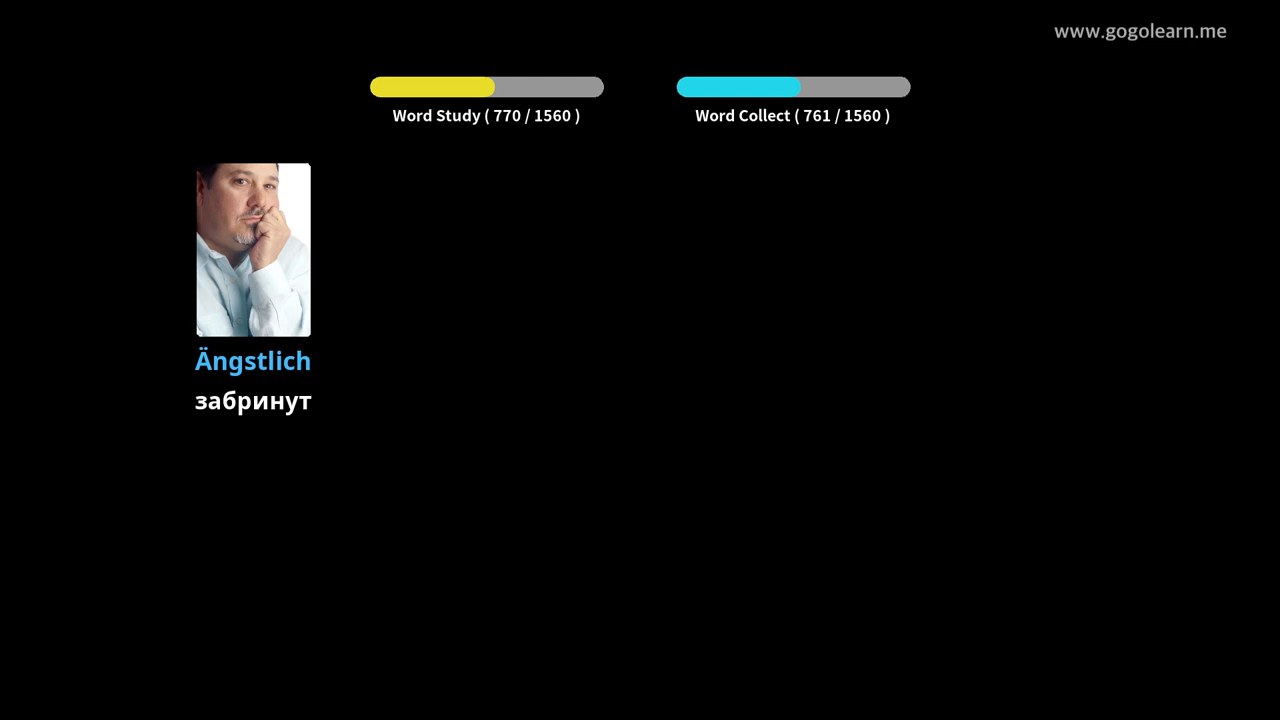 www.gogolearn.me
Word Study ( 770 / 1560 )
Word Collect ( 761 / 1560 )
Ängstlich
забринут